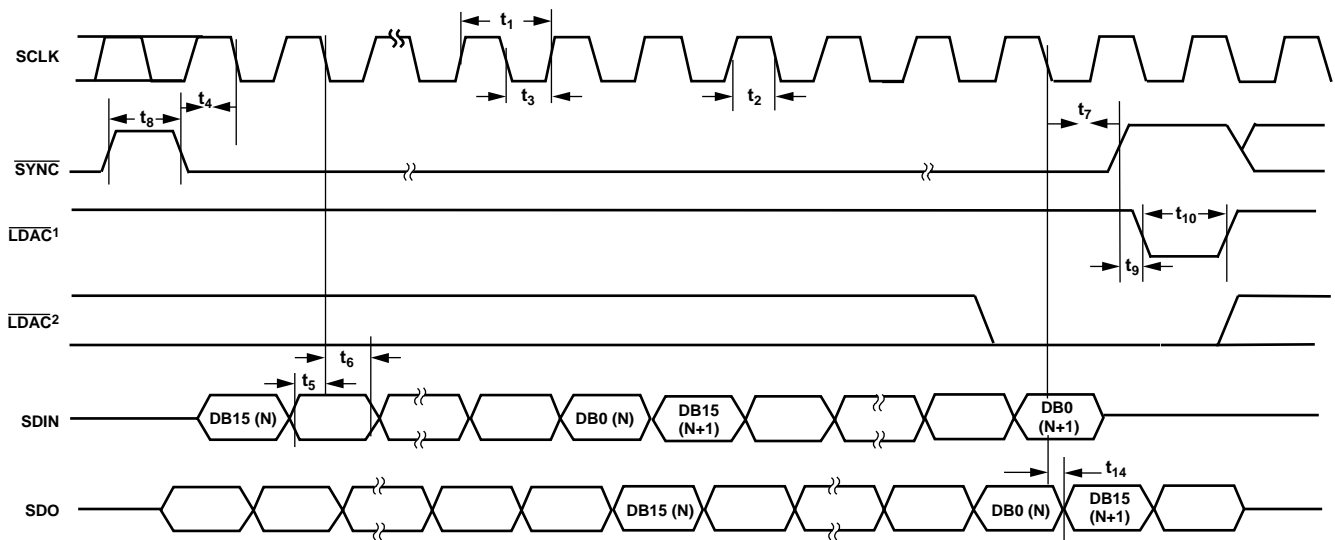 t1
SCLK
t3
t2
t4
t8
t7
SYNC
LDAC1
t10
t9
LDAC2
t6
t5
SDIN
DB15 (N)
DB0 (N)
DB15
(N+1)
DB0
(N+1)
t14
SDO
DB15 (N)
DB0 (N)
DB15
(N+1)